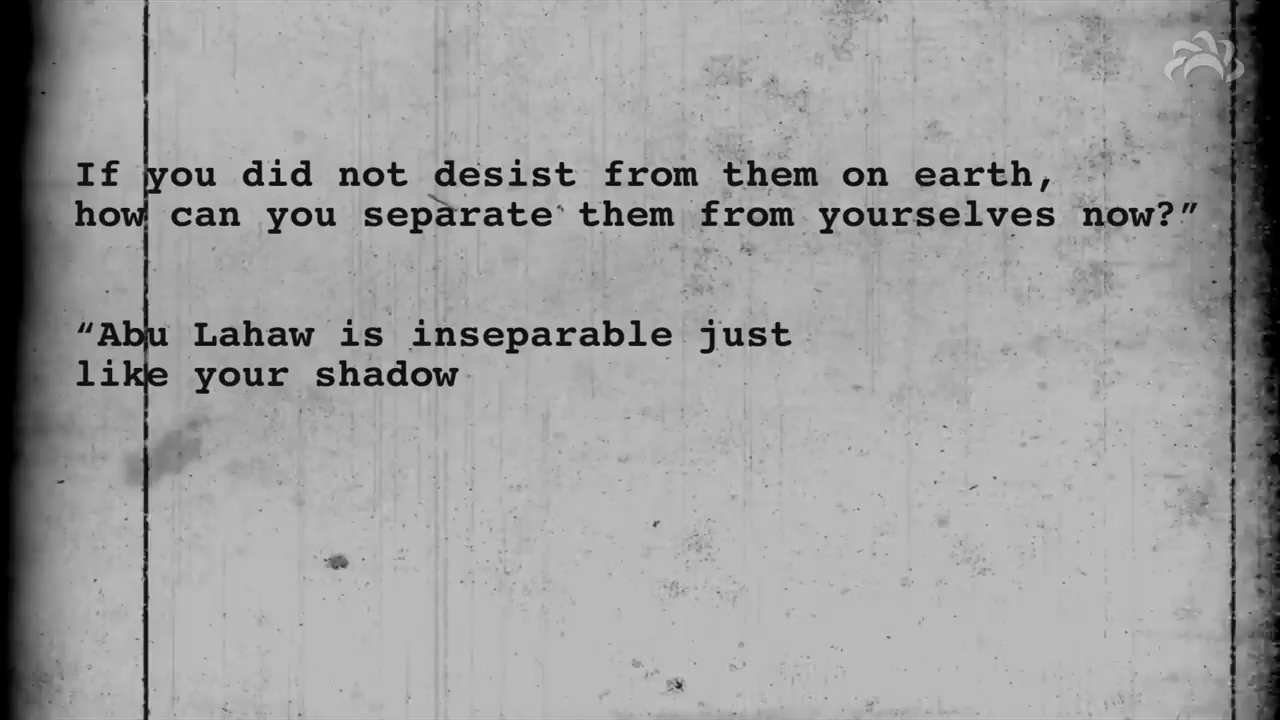 If you did not desist from them on earth,
how can you separate them from yourselves now?”
“Abu Lahaw is inseparable just
like your shadow